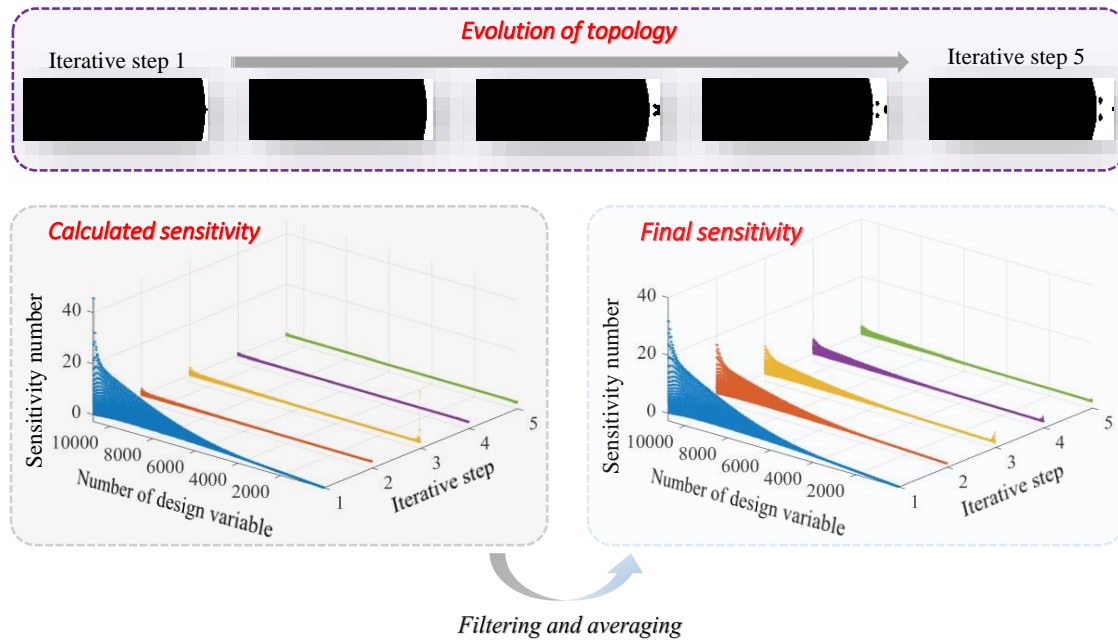 Evolution of topology
Iterative step 1
Iterative step 5
Calculated sensitivity
Sensitivity number
40
20
0
10000
8000
6000
4000
2000
Number of design variable
1
2
3
4
5
Iterative step
Final sensitivity
Sensitivity number
40
20
0
10000
8000
6000
4000
2000
Number of design variable
1
2
3
4
5
Iterative step
Filtering and averaging